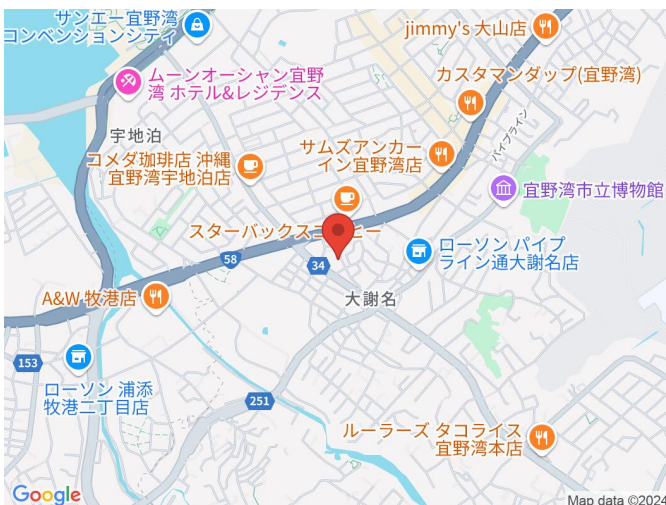 サンエー宜野湾
コンベンションシティ
jimmy's 大山店
ムーンオーシャン宜野
湾 ホテル&レジデンス
カスタマンダップ(宜野湾)
宇地泊
パイプライン
コメダ珈琲店 沖縄
宜野湾宇地泊店
サムズアンカー
イン宜野湾店
宜野湾市立博物館
スターバックスコーヒー
ローソン パイプ
ライン通大謝名店
58
34
A&W 牧港店
大謝名
153
ローソン 浦添
牧港二丁目店
251
ルーラーズ タコライス
宜野湾本店
Google
Map data ©2024